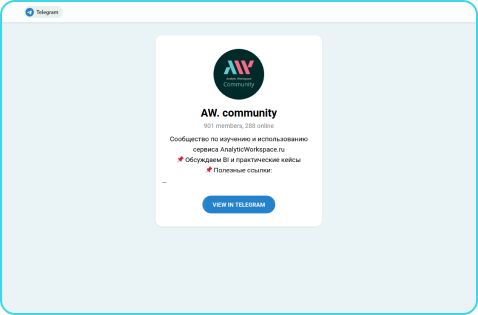 Telegram
AW
Analytic Workspace
Community
AW. community
901 members, 288 online
Сообщество по изучению и использованию
сервиса AnalyticWorkspace.ru
📌 Обсуждаем BI и практические кейсы
📌 Полезные ссылки:
...
VIEW IN TELEGRAM